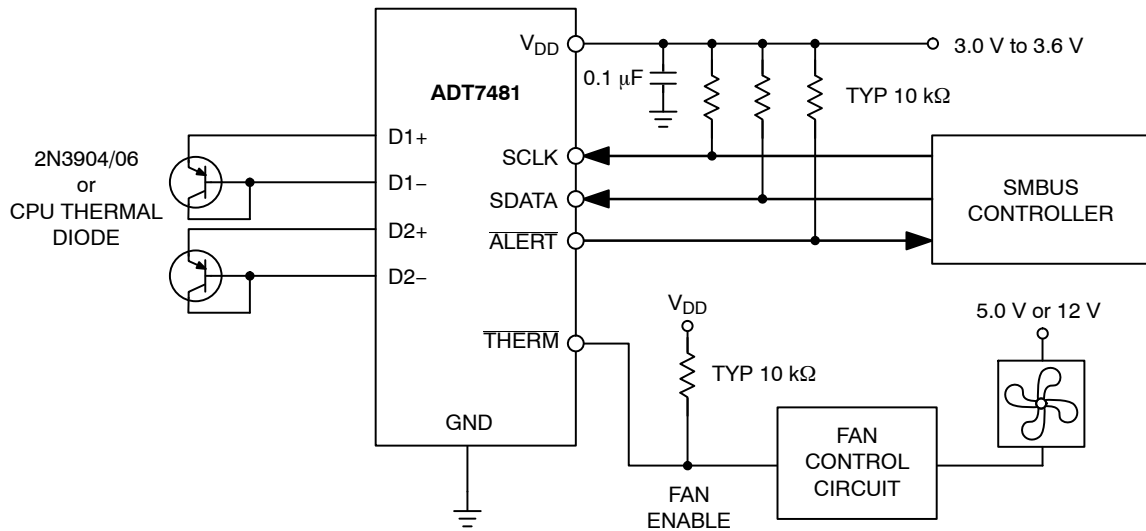 V_DD
3.0 V to 3.6 V
0.1 μF
TYP 10 kΩ
ADT7481
2N3904/06
or
CPU THERMAL
DIODE
D1+
D1−
D2+
D2−
SCLK
SDATA
ALERT
THERM
GND
SMBUS
CONTROLLER
V_DD
TYP 10 kΩ
5.0 V or 12 V
FAN
ENABLE
FAN
CONTROL
CIRCUIT